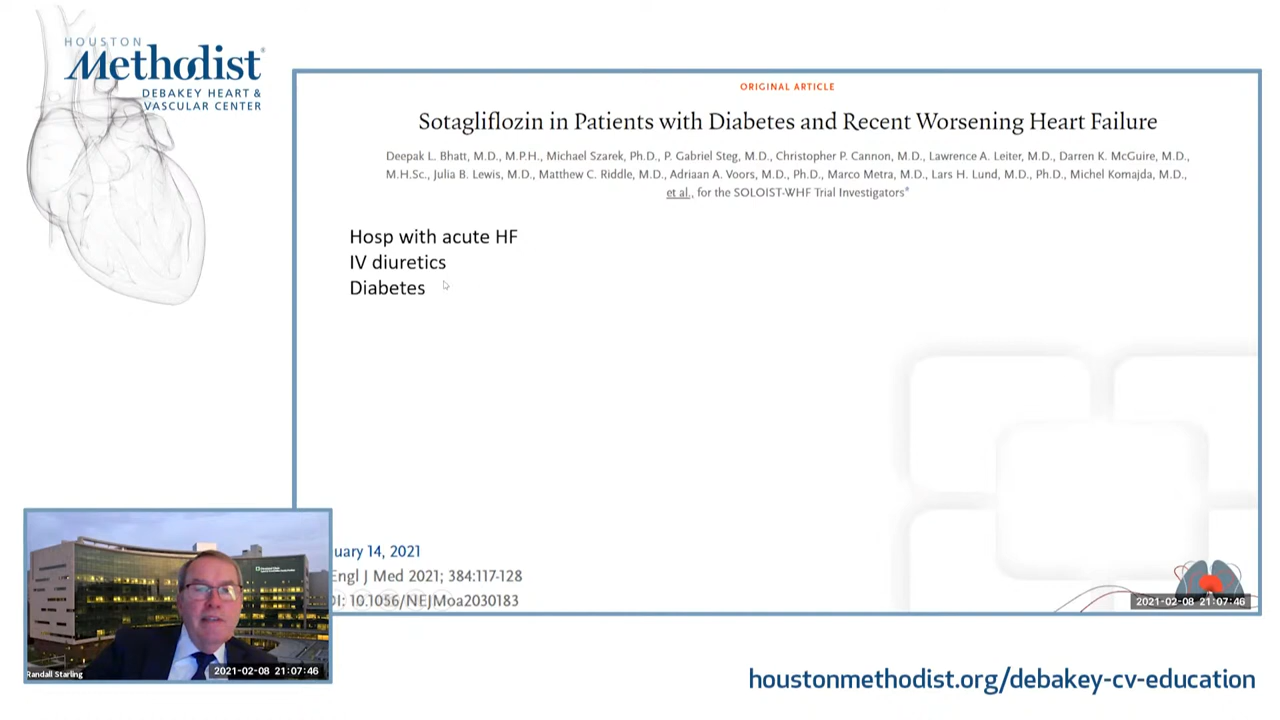 HOUSTON
Methodist®
DEBAKEY HEART &
VASCULAR CENTER
ORIGINAL ARTICLE
Sotagliflozin in Patients with Diabetes and Recent Worsening Heart Failure
Deepak L. Bhatt, M.D., M.P.H., Michael Szarek, Ph.D., P. Gabriel Steg, M.D., Christopher P. Cannon, M.D., Lawrence A. Leiter, M.D., Darren K. McGuire, M.D.,
M.H.Sc., Julia B. Lewis, M.D., Matthew C. Riddle, M.D., Adriaan A. Voors, M.D., Ph.D., Marco Metra, M.D., Lars H. Lund, M.D., Ph.D., Michel Komajda, M.D.,
et al., for the SOLOIST-WHF Trial Investigators*
Hosp with acute HF
IV diuretics
Diabetes
uary 14, 2021
Engl J Med 2021; 384:117-128
I: 10.1056/NEJMoa2030183
2021-02-08 21:07:46
Randall Starling
2021-02-08 21:07:46
houstonmethodist.org/debakey-cv-education